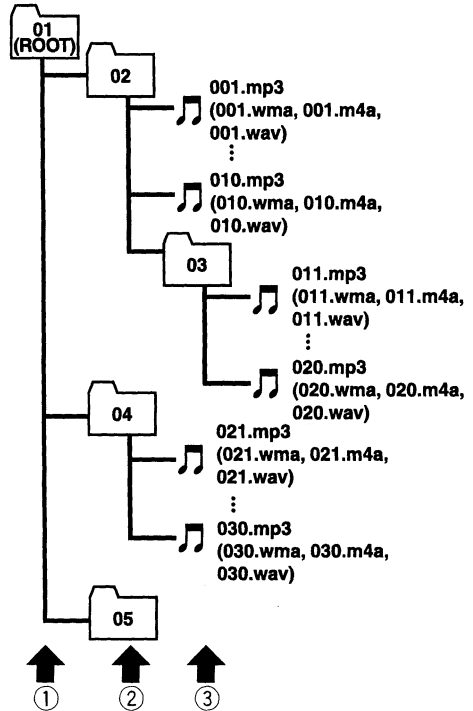 01
(ROOT)
02
001.mp3
(001.wma, 001.m4a,
001.wav)
010.mp3
(010.wma, 010.m4a,
010.wav)
03
011.mp3
(011.wma, 011.m4a,
011.wav)
020.mp3
(020.wma, 020.m4a,
020.wav)
04
021.mp3
(021.wma, 021.m4a,
021.wav)
030.mp3
(030.wma, 030.m4a,
030.wav)
05
① ② ③